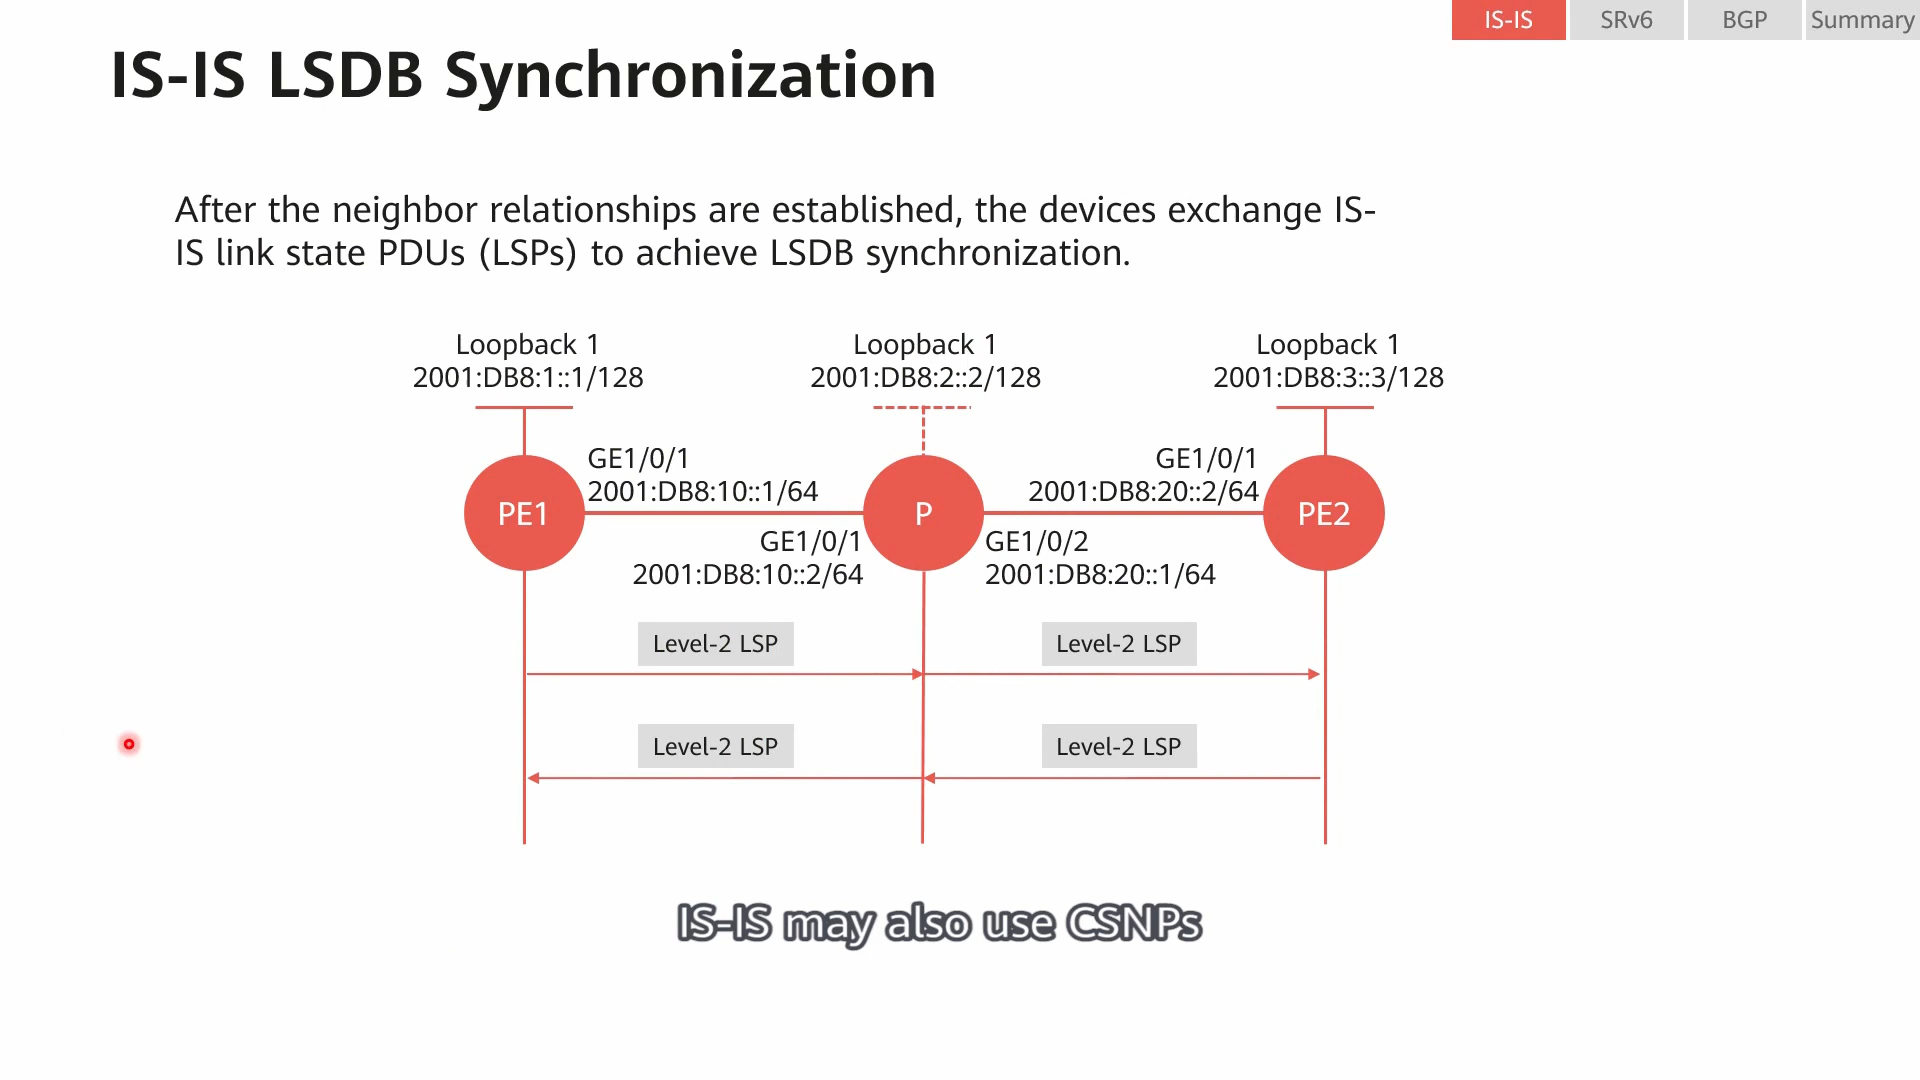 IS-IS
SRv6
BGP
Summary
IS-IS LSDB Synchronization
After the neighbor relationships are established, the devices exchange IS-
IS link state PDUs (LSPs) to achieve LSDB synchronization.
Loopback 1
2001:DB8:1::1/128
Loopback 1
2001:DB8:2::2/128
Loopback 1
2001:DB8:3::3/128
GE1/0/1
2001:DB8:10::1/64
GE1/0/1
2001:DB8:20::2/64
PE1
P
PE2
GE1/0/1
2001:DB8:10::2/64
GE1/0/2
2001:DB8:20::1/64
Level-2 LSP
Level-2 LSP
Level-2 LSP
Level-2 LSP
IS-IS may also use CSNPs